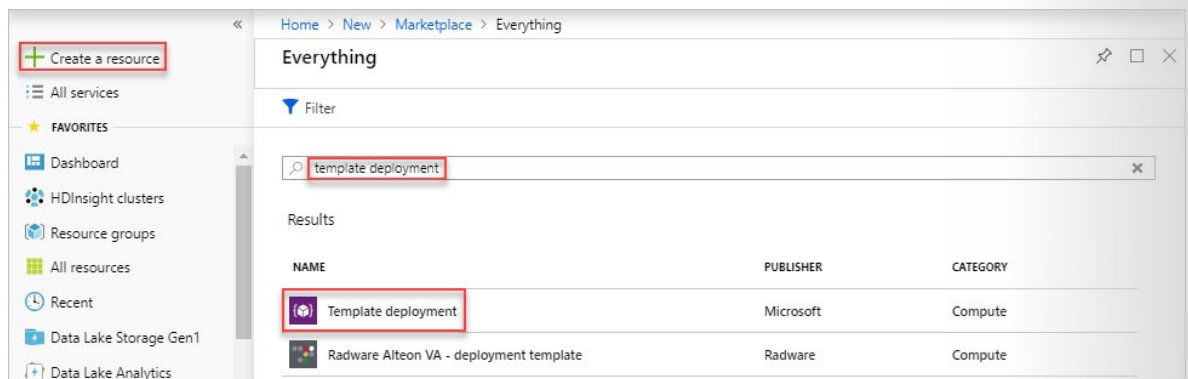 «
Create a resource
All services
FAVORITES
Dashboard
HDInsight clusters
Resource groups
All resources
Recent
Data Lake Storage Gen1
Data Lake Analytics
Home > New > Marketplace > Everything
Everything
Filter
template deployment
Results
NAME PUBLISHER CATEGORY
Template deployment Microsoft Compute
Radware Alteon VA - deployment template Radware Compute